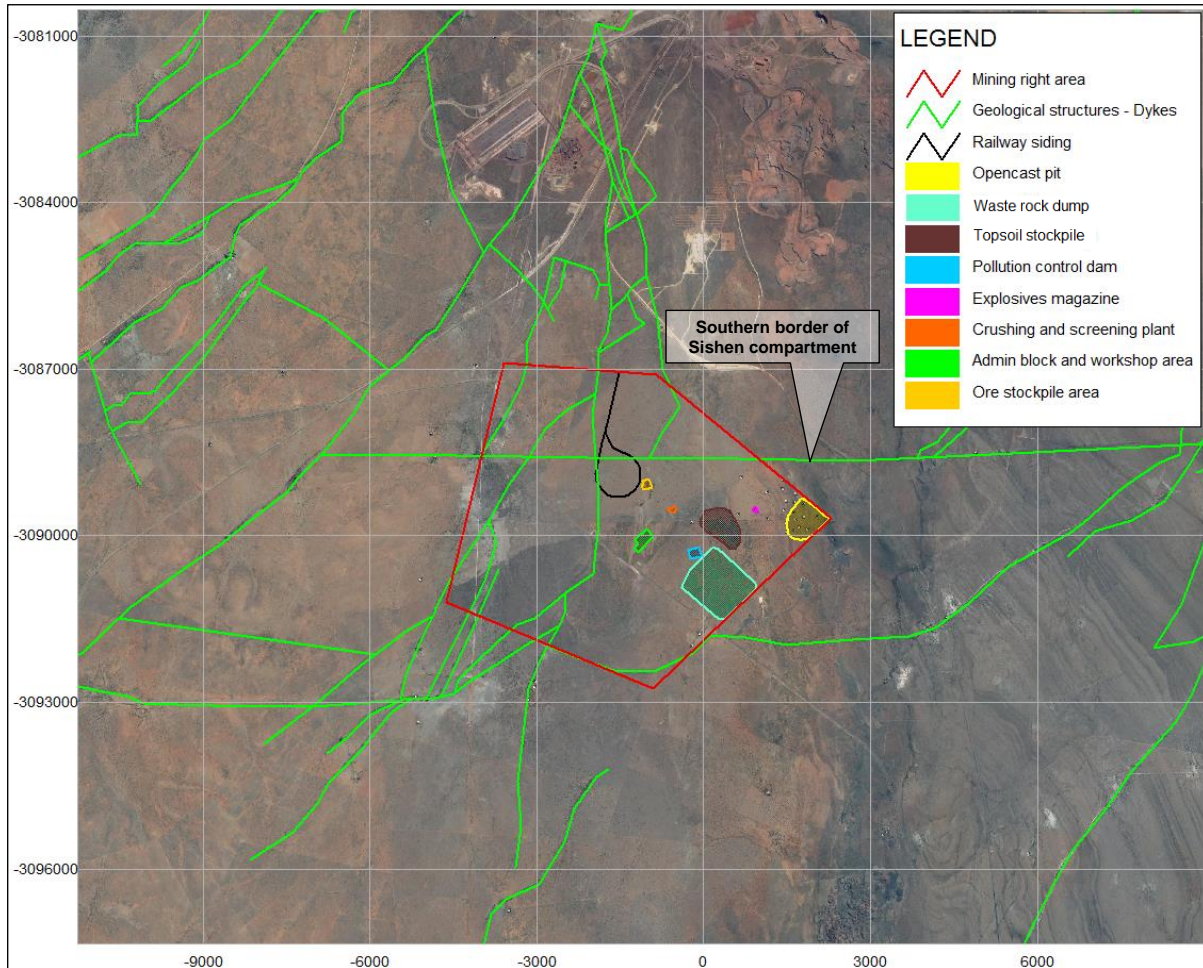 -3081000
-3084000
-3087000
-3090000
-3093000
-3096000
-9000
-6000
-3000
0
3000
6000
Southern border of
Sishen compartment
LEGEND
Mining right area
Geological structures - Dykes
Railway siding
Opencast pit
Waste rock dump
Topsoil stockpile
Pollution control dam
Explosives magazine
Crushing and screening plant
Admin block and workshop area
Ore stockpile area